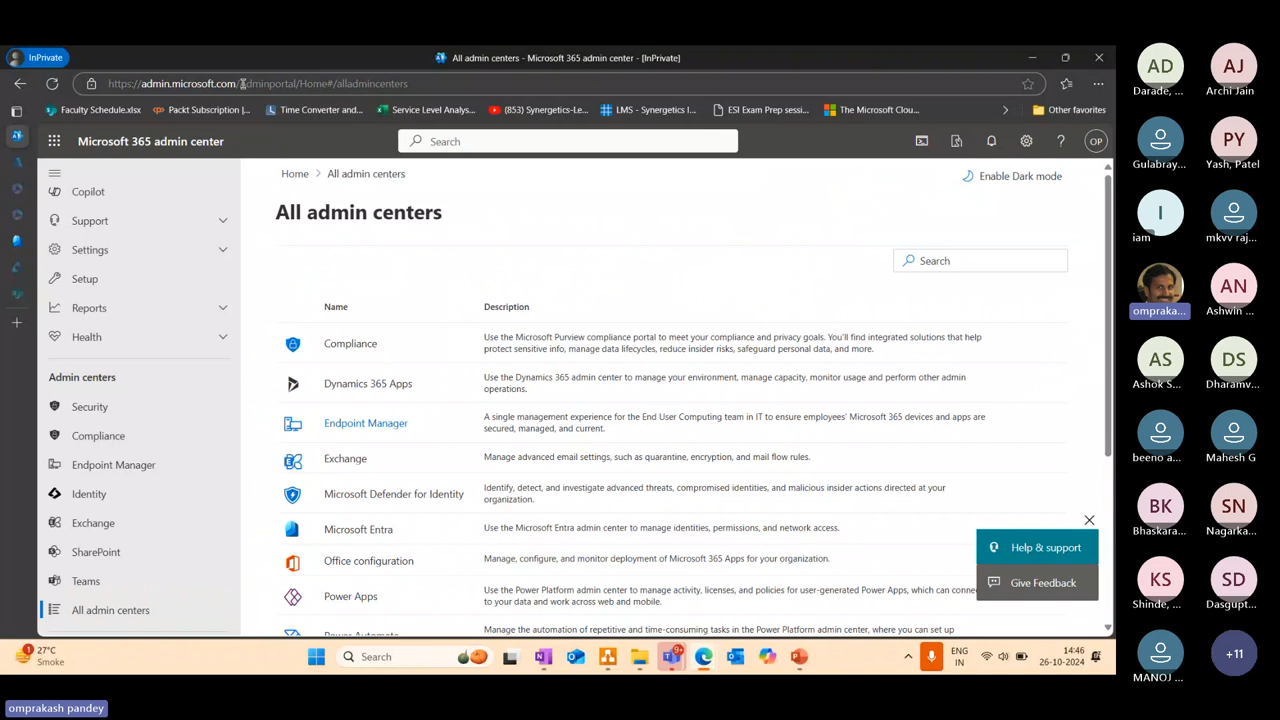 InPrivate
All admin centers - Microsoft 365 admin center - [InPrivate]
https://admin.microsoft.com/adminportal/Home#/alladmincenters
Faculty Schedule.xlsx
Packt Subscription |...
Time Converter and...
Service Level Analys...
(853) Synergetics-Le...
LMS - Synergetics I...
ESI Exam Prep sessi...
The Microsoft Clou...
Other favorites
Microsoft 365 admin center
Search
OP
Copilot
Support
Settings
Setup
Reports
Health
Admin centers
Security
Compliance
Endpoint Manager
Identity
Exchange
SharePoint
Teams
All admin centers
Home > All admin centers
Enable Dark mode
All admin centers
Search
Name
Description
Compliance
Use the Microsoft Purview compliance portal to meet your compliance and privacy goals. You'll find integrated solutions that help
protect sensitive info, manage data lifecycles, reduce insider risks, safeguard personal data, and more.
Dynamics 365 Apps
Use the Dynamics 365 admin center to manage your environment, manage capacity, monitor usage and perform other admin
operations.
Endpoint Manager
A single management experience for the End User Computing team in IT to ensure employees' Microsoft 365 devices and apps are
secured, managed, and current.
Exchange
Manage advanced email settings, such as quarantine, encryption, and mail flow rules.
Microsoft Defender for Identity
Identify, detect, and investigate advanced threats, compromised identities, and malicious insider actions directed at your
organization.
Microsoft Entra
Use the Microsoft Entra admin center to manage identities, permissions, and network access.
Office configuration
Manage, configure, and monitor deployment of Microsoft 365 Apps for your organization.
Power Apps
Use the Power Platform admin center to manage activity, licenses, and policies for user-generated Power Apps, which can connec
to your data and work across web and mobile.
Power Automate
Manage the automation of repetitive and time-consuming tasks in the Power Platform admin center, where you can set up
Help & support
Give Feedback
1
27°C
Smoke
Search
9+
ENG
IN
14:46
26-10-2024
omprakash pandey
AD
Darade, ...
AJ
Archi Jain
Gulabray...
PY
Yash, Patel
I
iam
mkvv raj...
opraka...
AN
Ashwin ...
AS
Ashok S...
DS
Dharamv...
beeno a...
Mahesh G
BK
Bhaskara...
SN
Nagarka...
KS
Shinde, ...
SD
Dasgupt...
MANOJ ...
+11